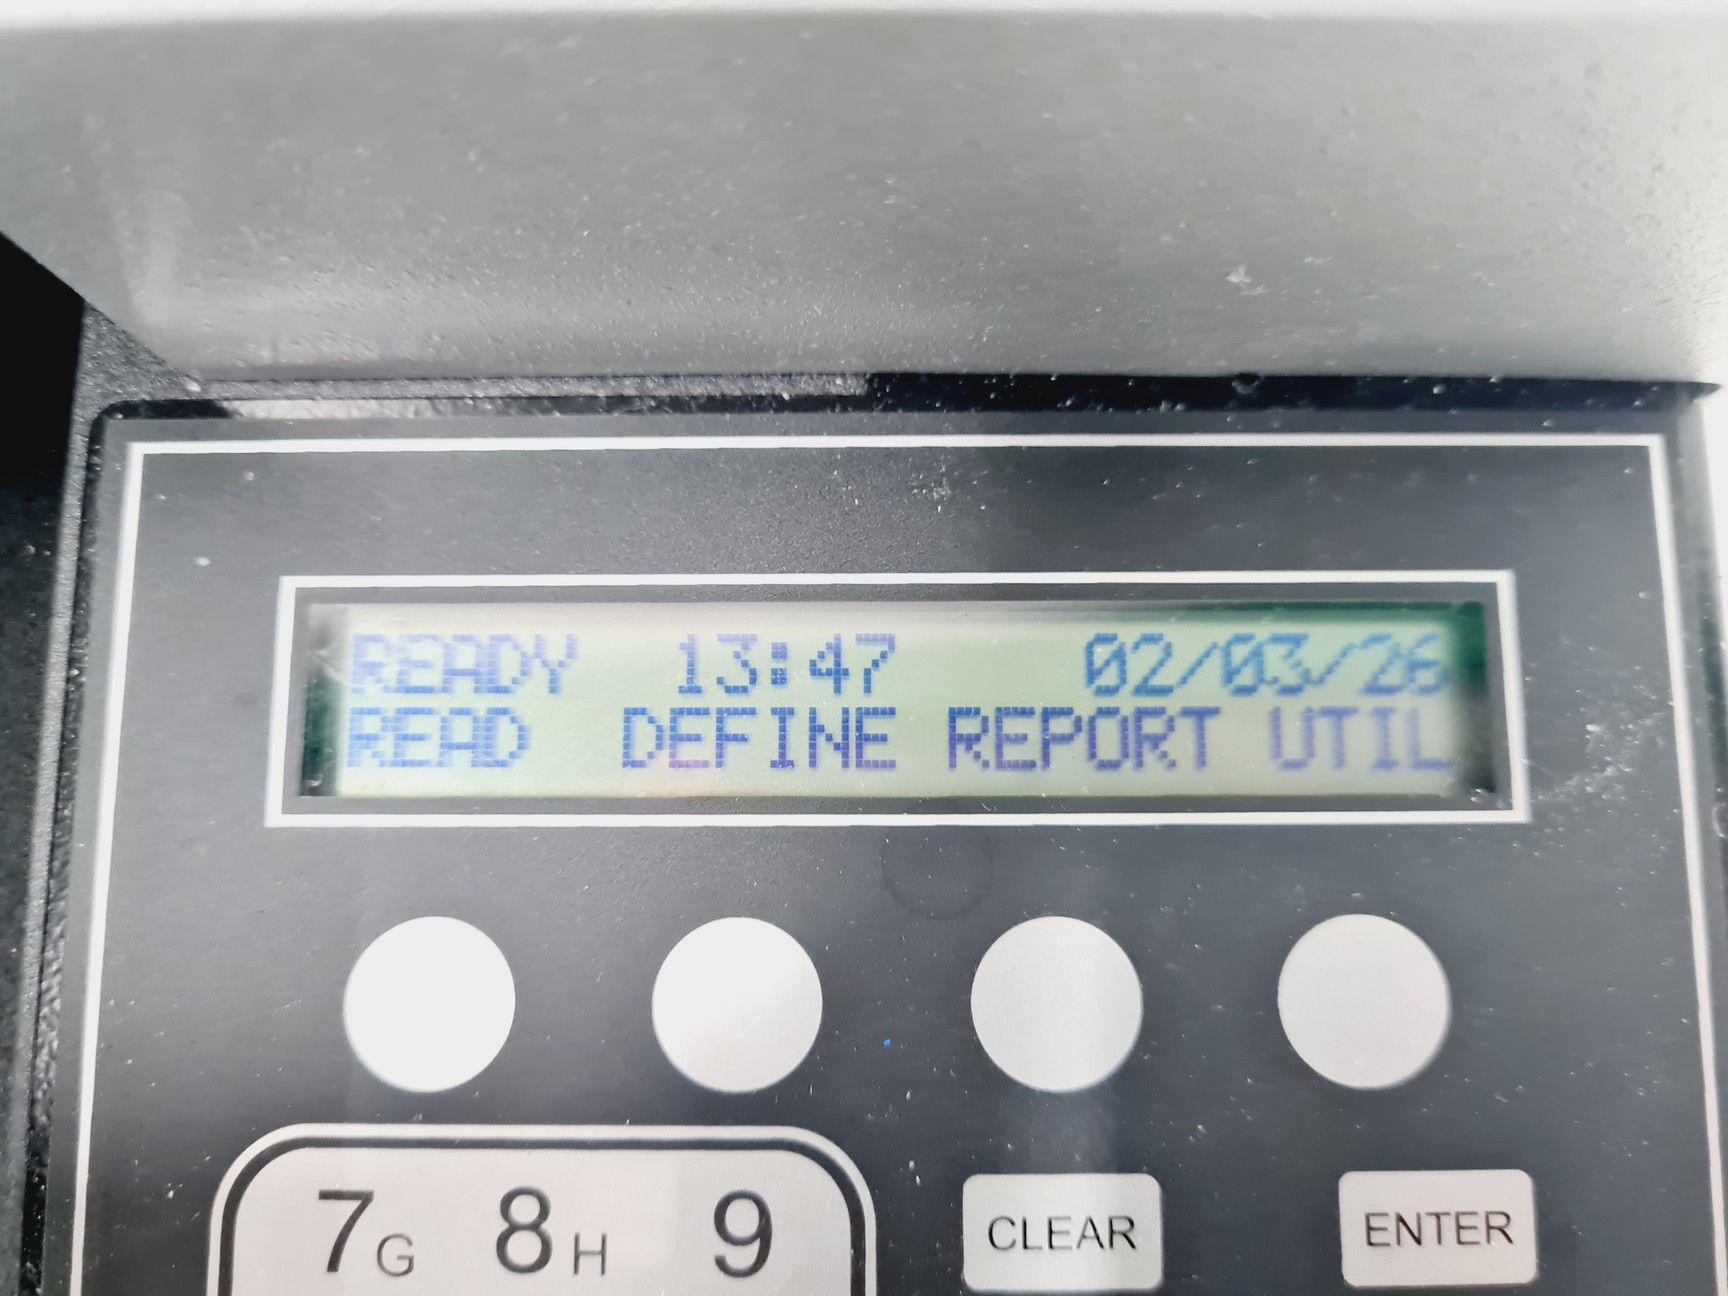 READY 13:47 02/03/26
READ DEFINE REPORT UTIL
7G 8H 9 CLEAR ENTER